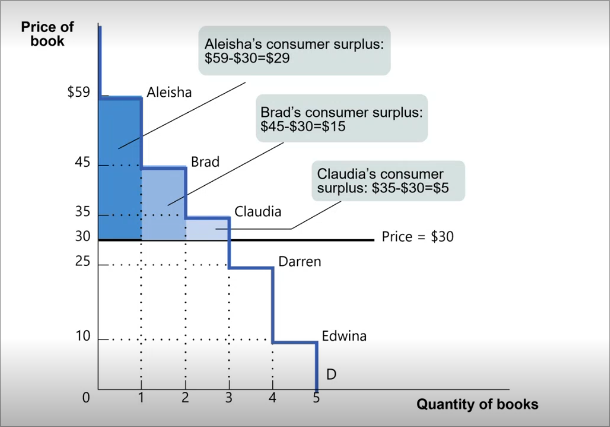 Price of
book
Aleisha's consumer surplus:
$59-$30=$29
$59
Aleisha
Brad's consumer surplus:
$45-$30=$15
45
Brad
Claudia's consumer
surplus: $35-$30=$5
35
Claudia
30
Price = $30
25
Darren
10
Edwina
D
0
1
2
3
4
5
Quantity of books